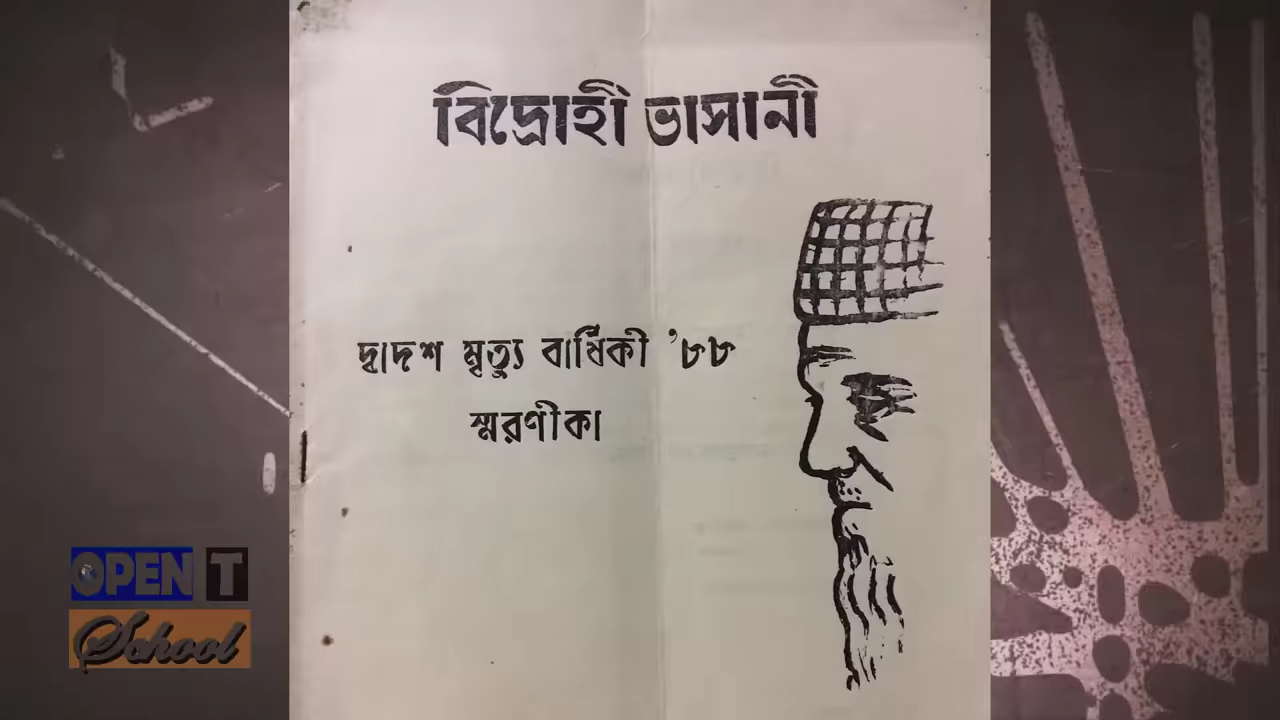 বিদ্রোহী ভাসানী
দ্বাদশ মৃত্যু বার্ষিকী '৮৮
স্মরণীকা
OPEN T
School